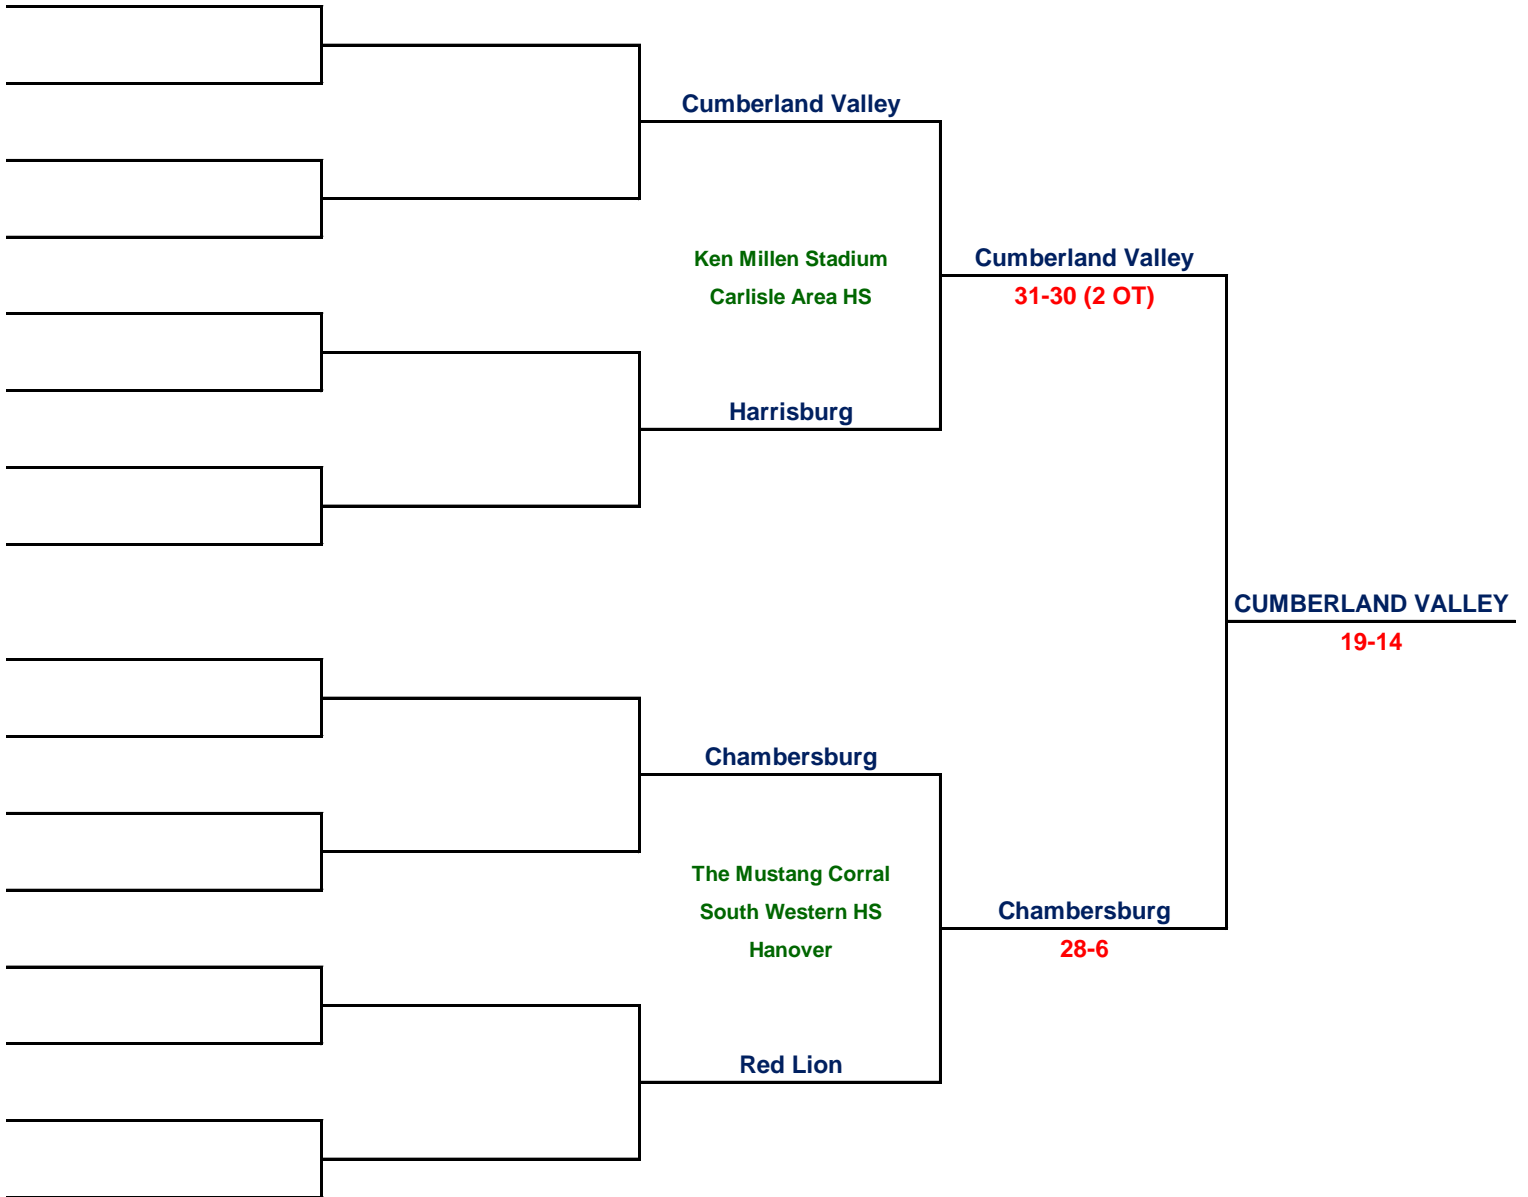 Cumberland Valley
Ken Millen Stadium
Carlisle Area HS
Cumberland Valley
31-30 (2 OT)
Harrisburg
CUMBERLAND VALLEY
19-14
Chambersburg
The Mustang Corral
South Western HS
Hanover
Chambersburg
28-6
Red Lion